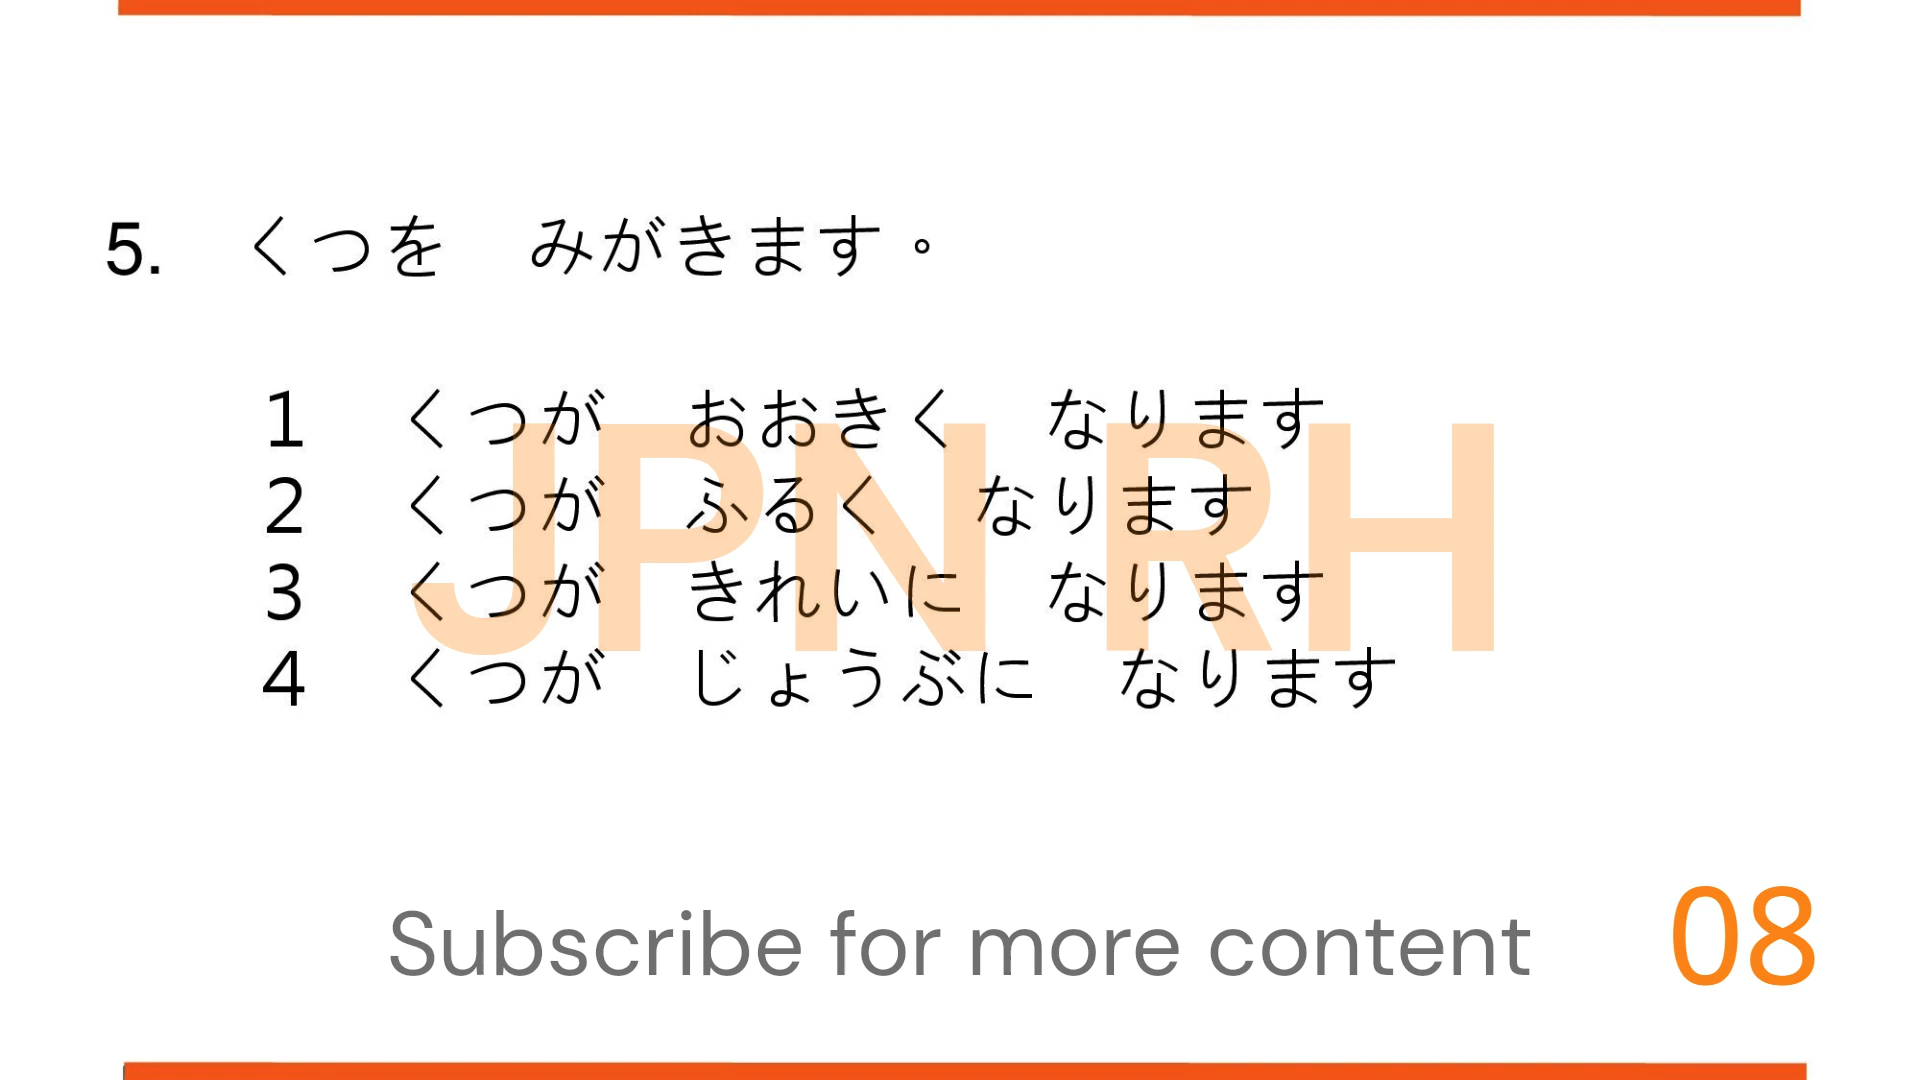 5. くつを　みがきます。
1　くつが　おおきく　なります
2　くつが　ふるく　なります
3　くつが　きれいに　なります
4　くつが　じょうぶに　なります
JPN RH
Subscribe for more content
08